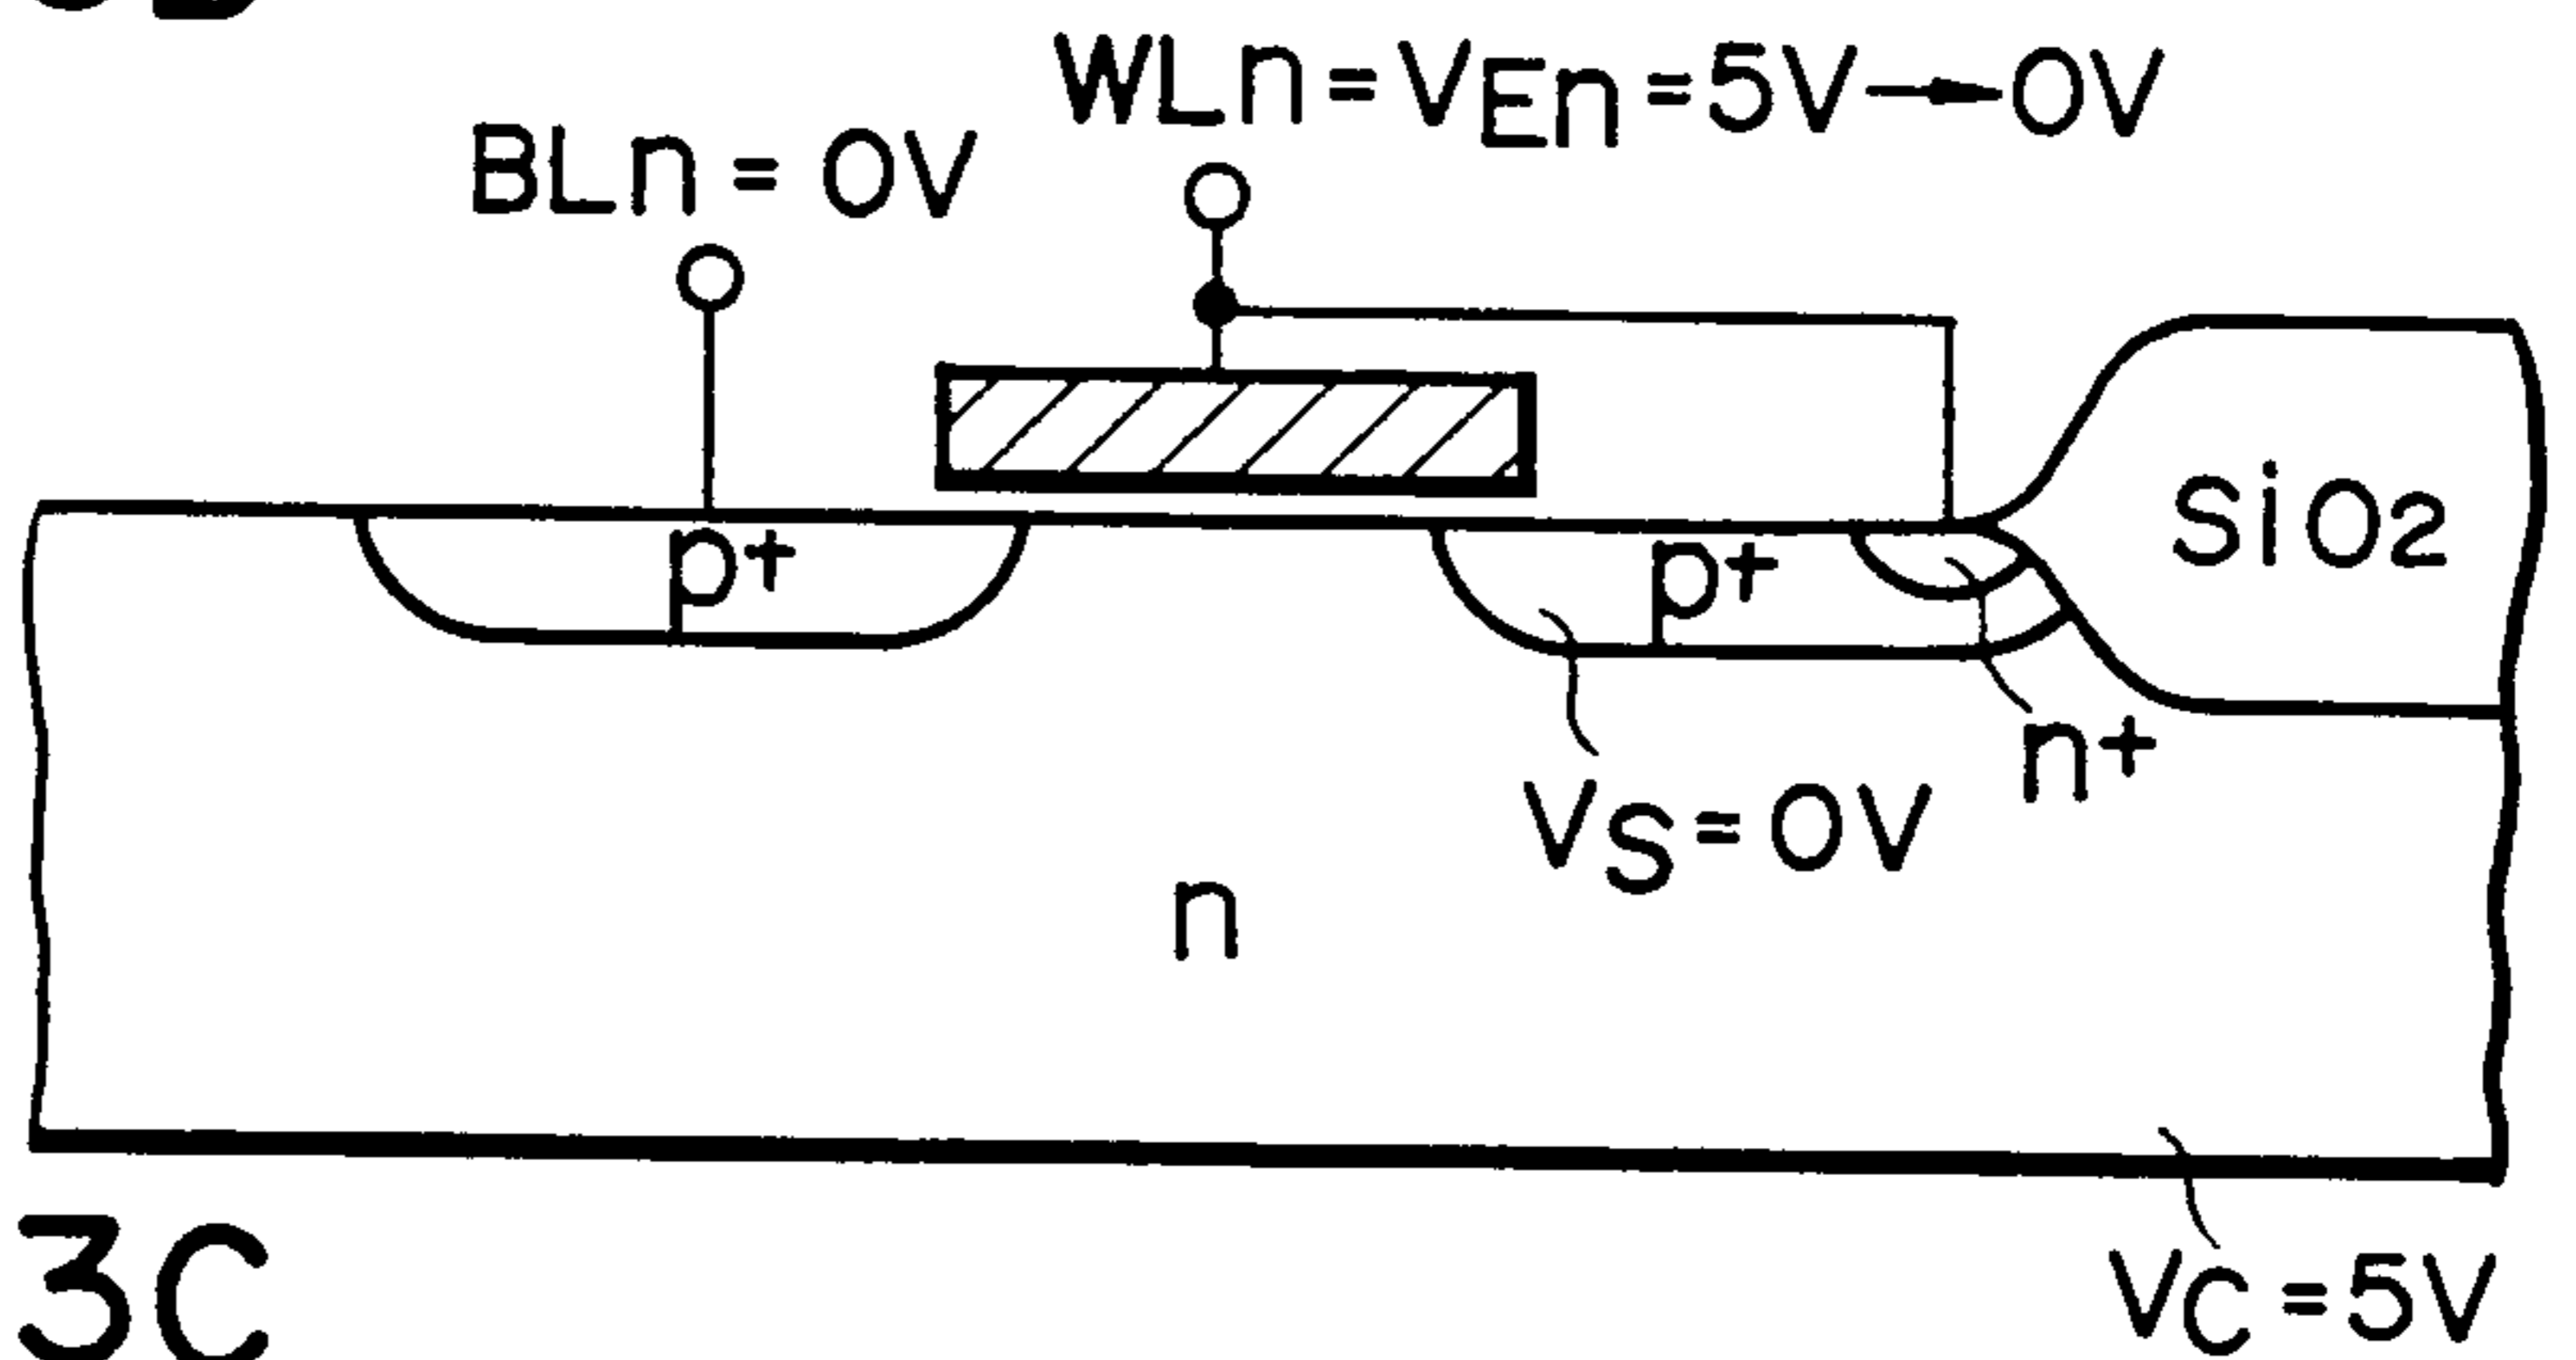 WLn=VEn=5V→0V
BLn=0V
p+
p+
SiO2
n+
VS=0V
n
3C
VC=5V